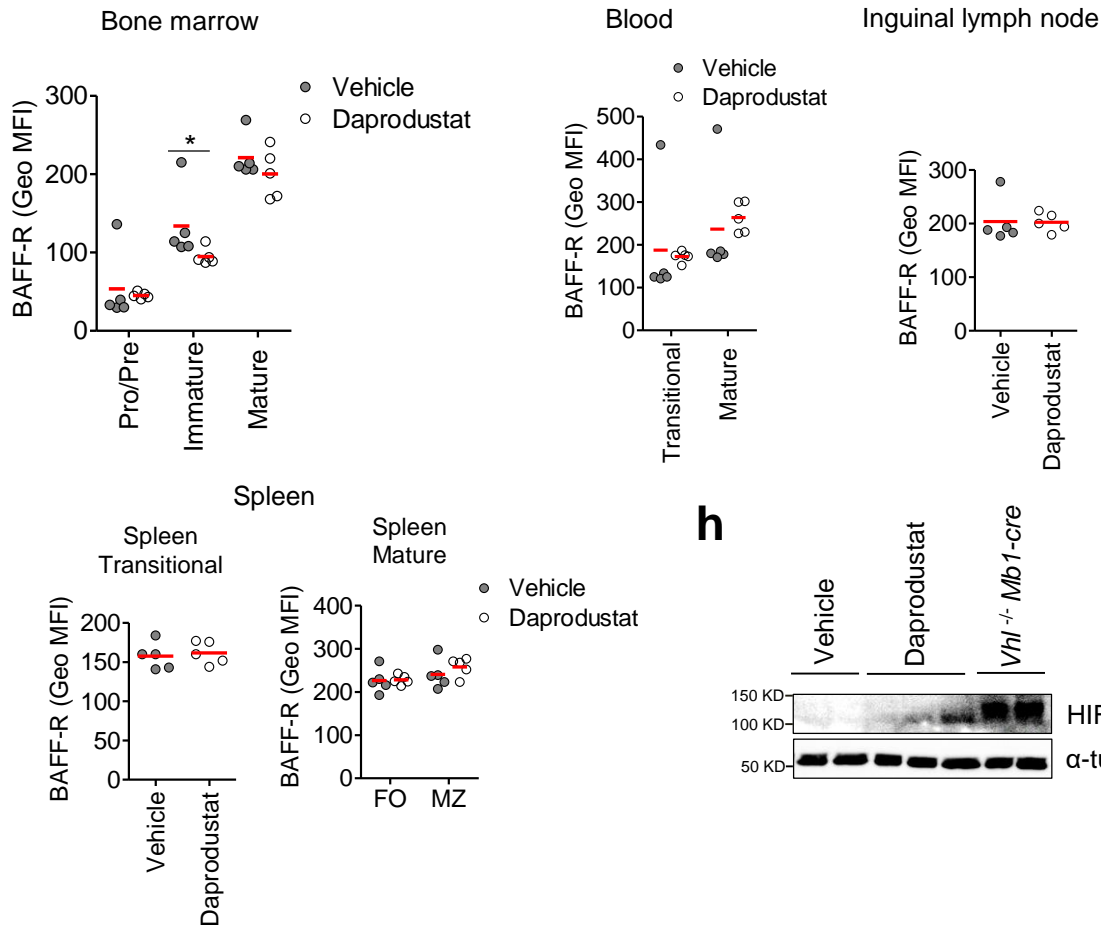 Bone marrow
Vehicle
Daprodustat
BAFF-R (Geo MFI)
300
200
100
0
*
Pro/Pre
Immature
Mature
Blood
Vehicle
Daprodustat
BAFF-R (Geo MFI)
500
400
300
200
100
0
Transitional
Mature
Inguinal lymph node
BAFF-R (Geo MFI)
300
200
100
0
Vehicle
Daprodustat
Spleen
Spleen
Transitional
BAFF-R (Geo MFI)
200
150
100
50
0
Vehicle
Daprodustat
Spleen
Mature
Vehicle
Daprodustat
BAFF-R (Geo MFI)
400
300
200
100
0
FO
MZ
h
Vehicle
Daprodustat
Vhl -/- Mb1-cre
150 KD
100 KD
HIF
50 KD
α-tu